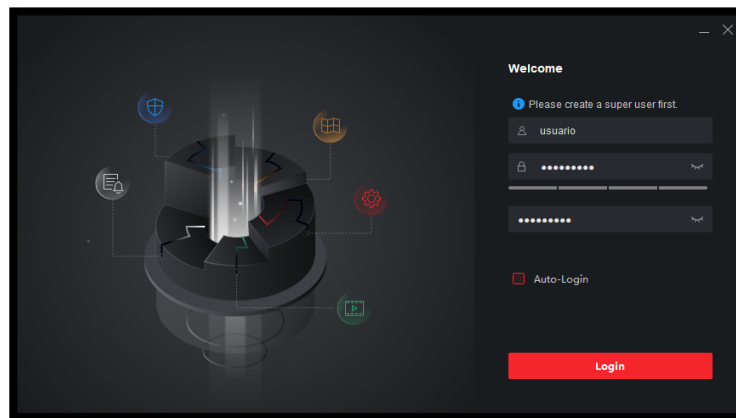 Welcome
Please create a super user first.
usuario
•••••••••
•••••••••
Auto-Login
Login